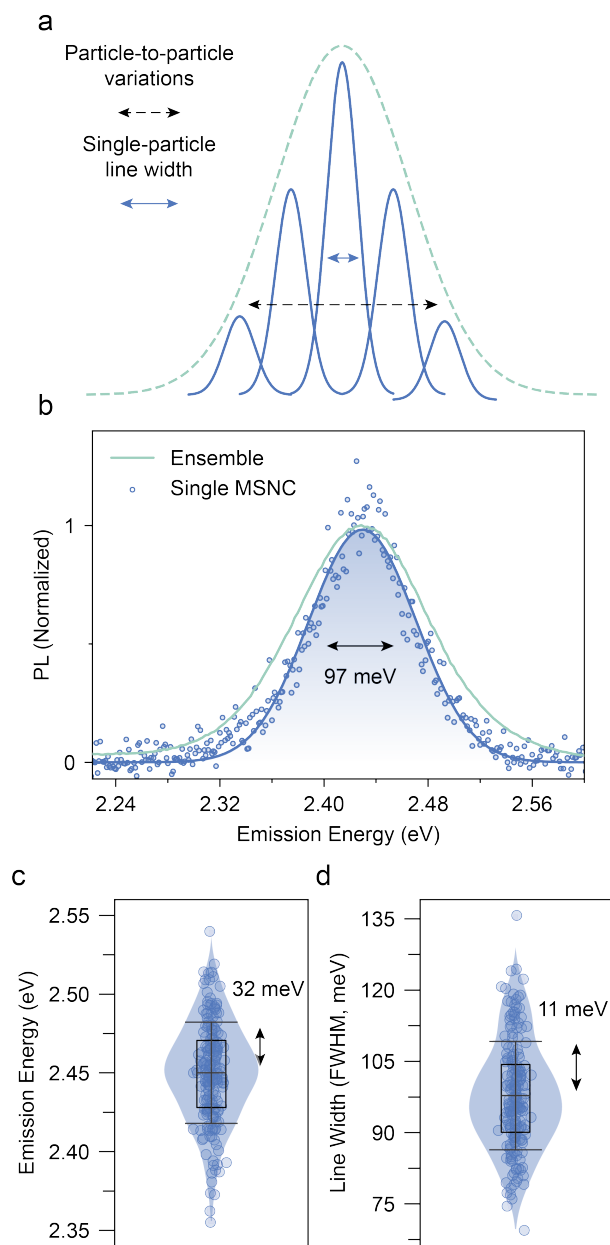 a
Particle-to-particle
variations
Single-particle
line width
b
Ensemble
Single MSNC
PL (Normalized)
1
0
97 meV
2.24 2.32 2.40 2.48 2.56
Emission Energy (eV)
c
Emission Energy (eV)
2.55
2.50
2.45
2.40
2.35
32 meV
d
Line Width (FWHM, meV)
135
120
105
90
75
11 meV